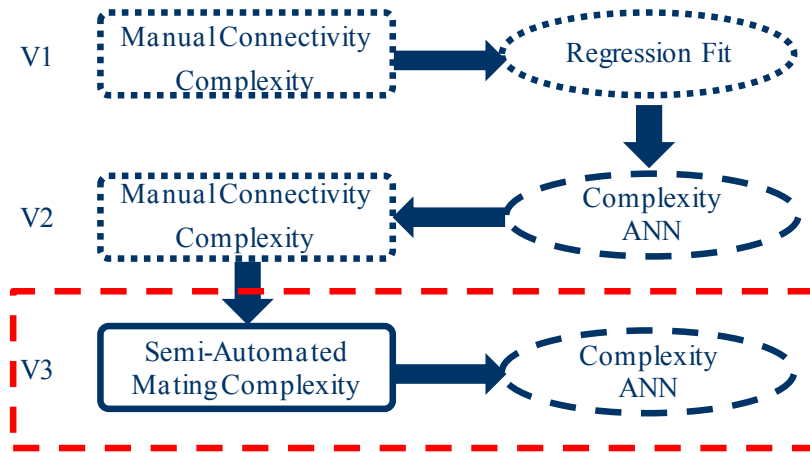 V1
Manual Connectivity
Complexity
Regression Fit
V2
Manual Connectivity
Complexity
Complexity
ANN
V3
Semi-Automated
Mating Complexity
Complexity
ANN